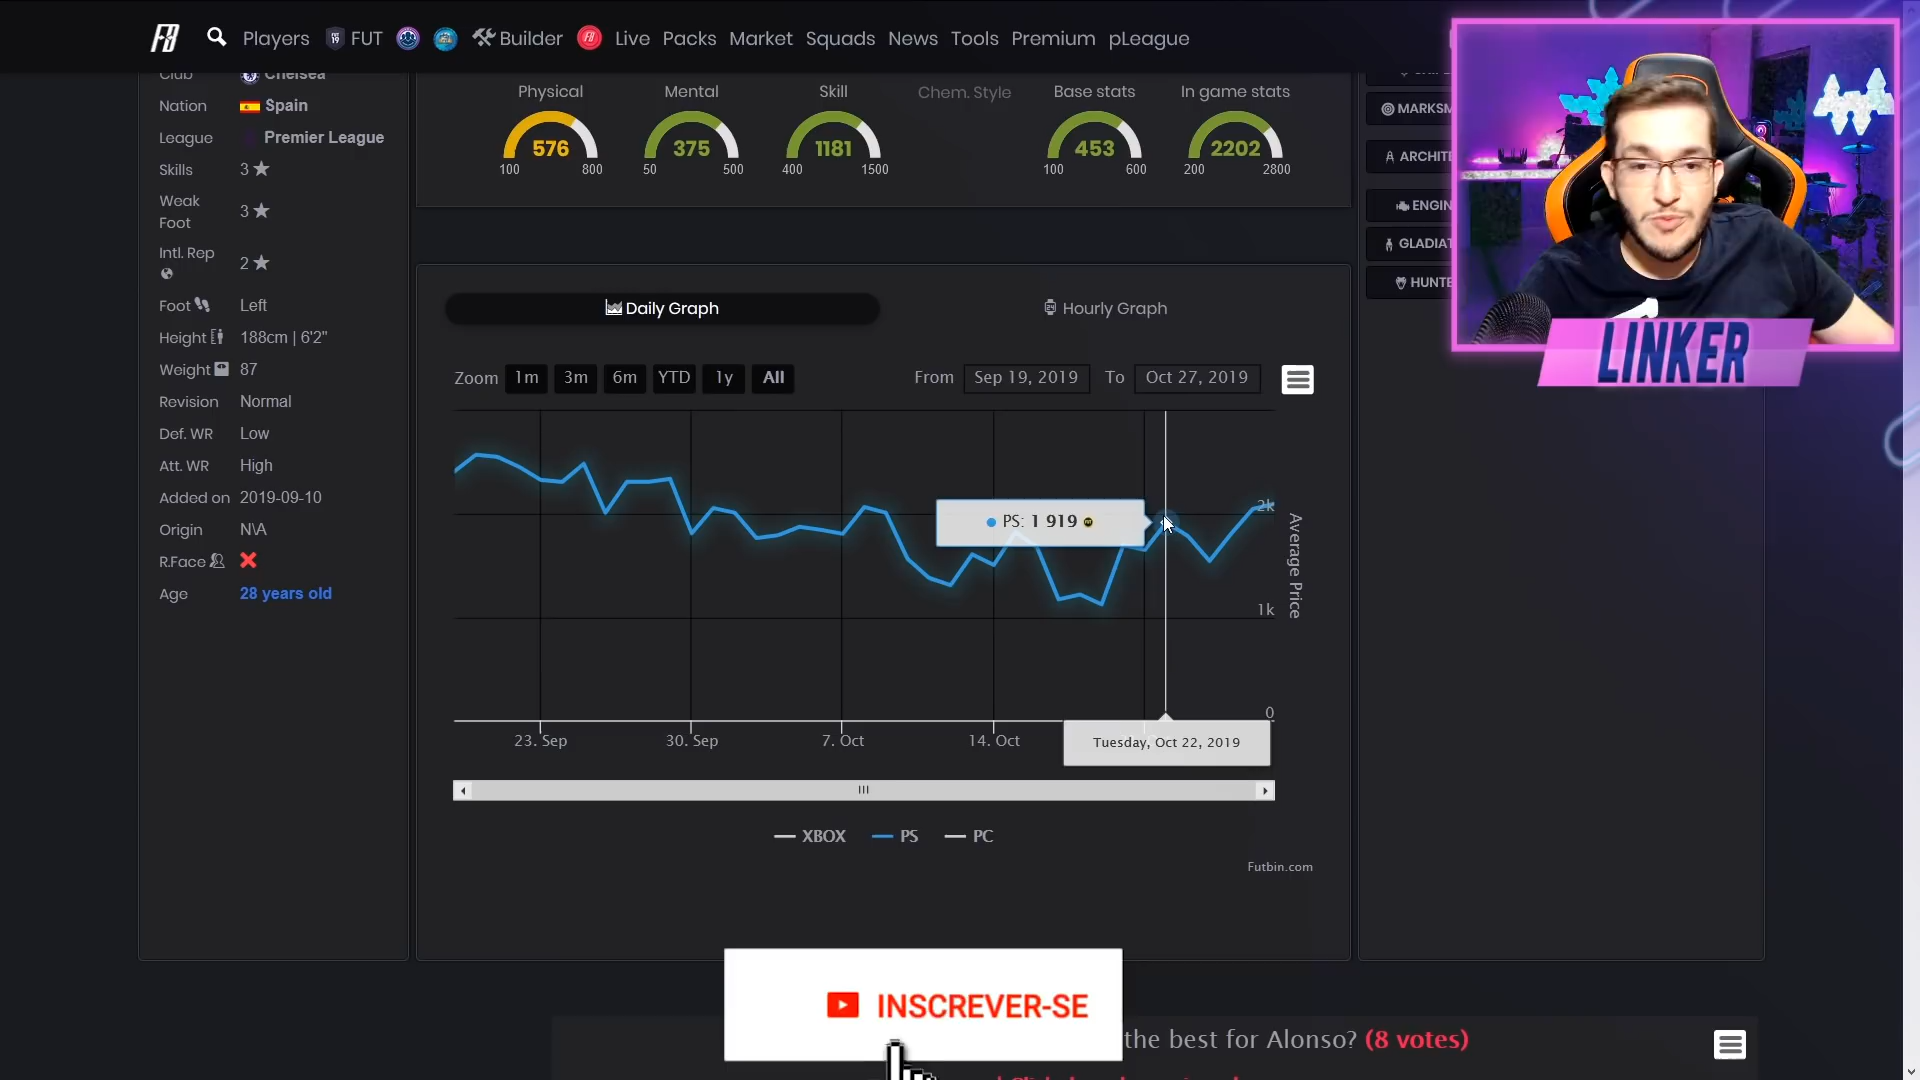 Players FUT Builder Live Packs Market Squads News Tools Premium pLeague
Club Chelsea
Nation Spain
League Premier League
Skills 3
Weak Foot 3
Intl. Rep 2
Foot Left
Height 188cm | 6'2"
Weight 87
Revision Normal
Def. WR Low
Att. WR High
Added on 2019-09-10
Origin N\A
R.Face
Age 28 years old
Physical Mental Skill Chem. Style Base stats In game stats
576 375 1181 453 2202
100 800 50 500 400 1500 100 600 200 2800
MARKSM
ARCHITE
ENGIN
GLADIAT
HUNTE
LINKER
Daily Graph Hourly Graph
Zoom 1m 3m 6m YTD 1y All From Sep 19, 2019 To Oct 27, 2019
2k
PS: 1 919
Average Price
1k
0
23. Sep 30. Sep 7. Oct 14. Oct
Tuesday, Oct 22, 2019
XBOX PS PC
Futbin.com
INSCREVER-SE
the best for Alonso? (8 votes)